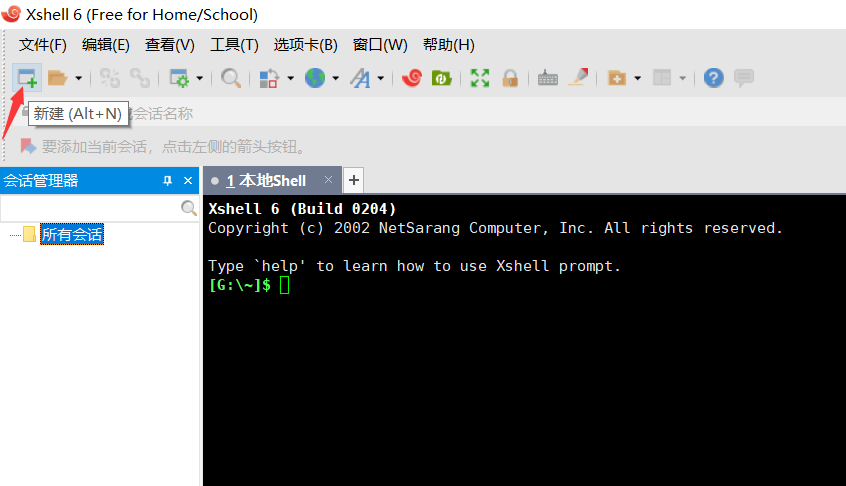 Xshell 6 (Free for Home/School)
文件(F) 编辑(E) 查看(V) 工具(T) 选项卡(B) 窗口(W) 帮助(H)
新建 (Alt+N)
会话名称
要添加当前会话，点击左侧的箭头按钮。
会话管理器
1 本地Shell
所有会话
Xshell 6 (Build 0204)
Copyright (c) 2002 NetSarang Computer, Inc. All rights reserved.
Type `help' to learn how to use Xshell prompt.
[G:\~]$